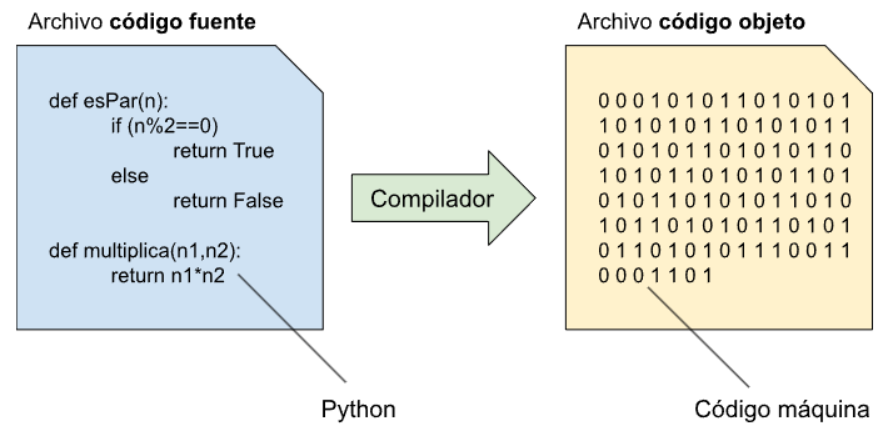 Archivo código fuente
def esPar(n):
if (n%2==0)
return True
else
return False
def multiplica(n1,n2):
return n1*n2
Python
Compilador
Archivo código objeto
0 0 0 1 0 1 0 1 1 0 1 0 1 0 1
1 0 1 0 1 0 1 1 0 1 0 1 0 1 1
0 1 0 1 0 1 1 0 1 0 1 0 1 1 0
1 0 1 0 1 1 0 1 0 1 0 1 1 0 1
0 1 0 1 1 0 1 0 1 0 1 1 0 1 0
1 0 1 1 0 1 0 1 0 1 1 0 1 0 1
0 1 1 0 1 0 1 0 1 1 1 0 0 1 1
0 0 0 1 1 0 1
Código máquina